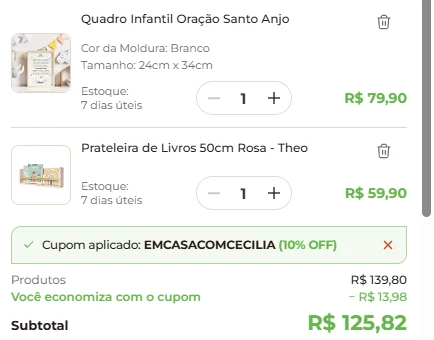 Quadro Infantil Oração Santo Anjo
Cor da Moldura: Branco
Tamanho: 24cm x 34cm
Estoque:
7 dias úteis
1
R$ 79,90
Prateleira de Livros 50cm Rosa - Theo
Estoque:
7 dias úteis
1
R$ 59,90
Cupom aplicado: EMCASACOMCECILIA (10% OFF)
Produtos R$ 139,80
Você economiza com o cupom − R$ 13,98
Subtotal R$ 125,82